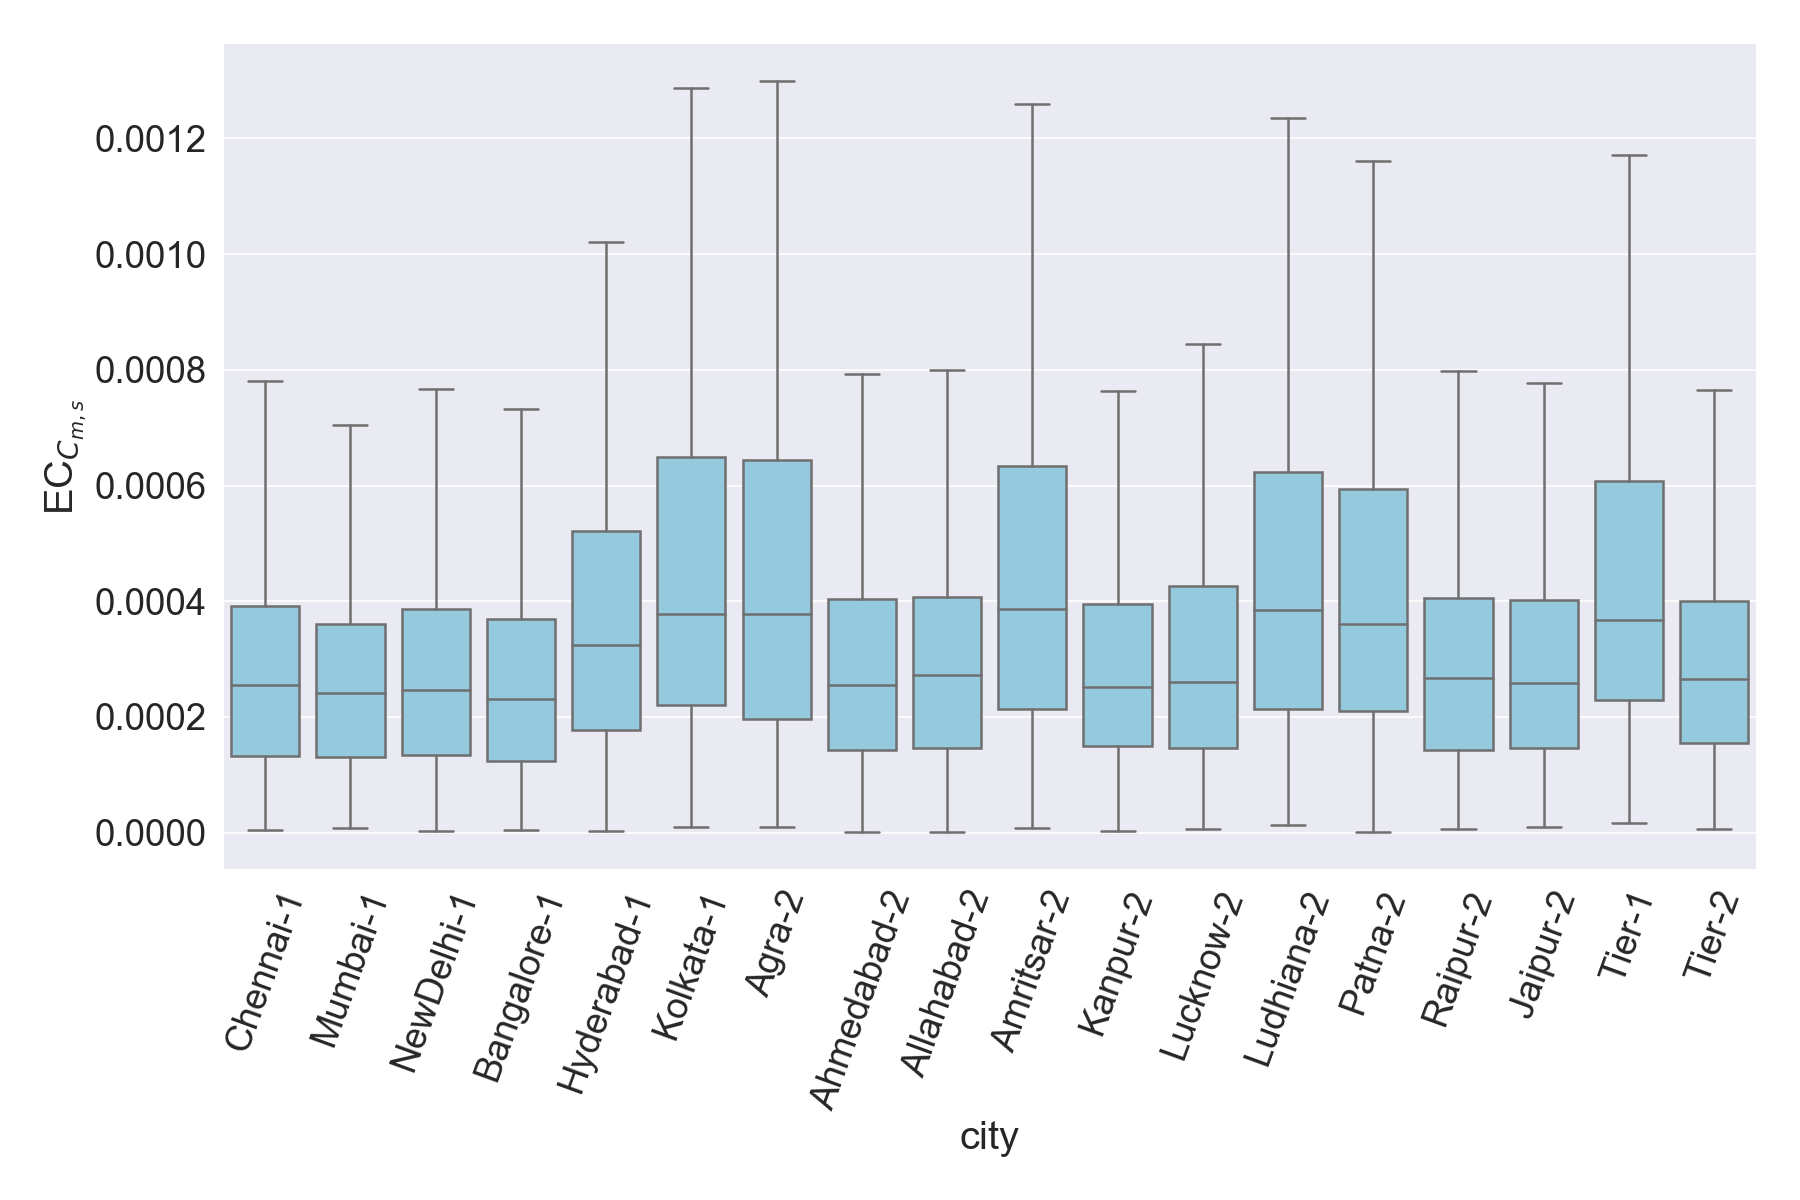 0.0012
0.0010
0.0008
0.0006
0.0004
0.0002
0.0000
EC_{C_{m,s}}
Chennai-1
Mumbai-1
NewDelhi-1
Bangalore-1
Hyderabad-1
Kolkata-1
Agra-2
Ahmedabad-2
Allahabad-2
Amritsar-2
Kanpur-2
Lucknow-2
Ludhiana-2
Patna-2
Raipur-2
Jaipur-2
Tier-1
Tier-2
city